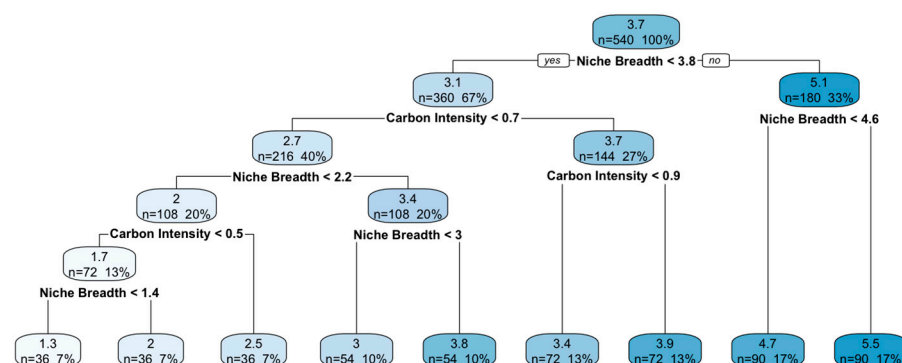 3.7
n=540 100%
yes Niche Breadth < 3.8 no
3.1
n=360 67%
5.1
n=180 33%
Carbon Intensity < 0.7
Niche Breadth < 4.6
2.7
n=216 40%
3.7
n=144 27%
Niche Breadth < 2.2
Carbon Intensity < 0.9
2
n=108 20%
3.4
n=108 20%
Carbon Intensity < 0.5
Niche Breadth < 3
1.7
n=72 13%
Niche Breadth < 1.4
1.3
n=36 7%
2
n=36 7%
2.5
n=36 7%
3
n=54 10%
3.8
n=54 10%
3.4
n=72 13%
3.9
n=72 13%
4.7
n=90 17%
5.5
n=90 17%